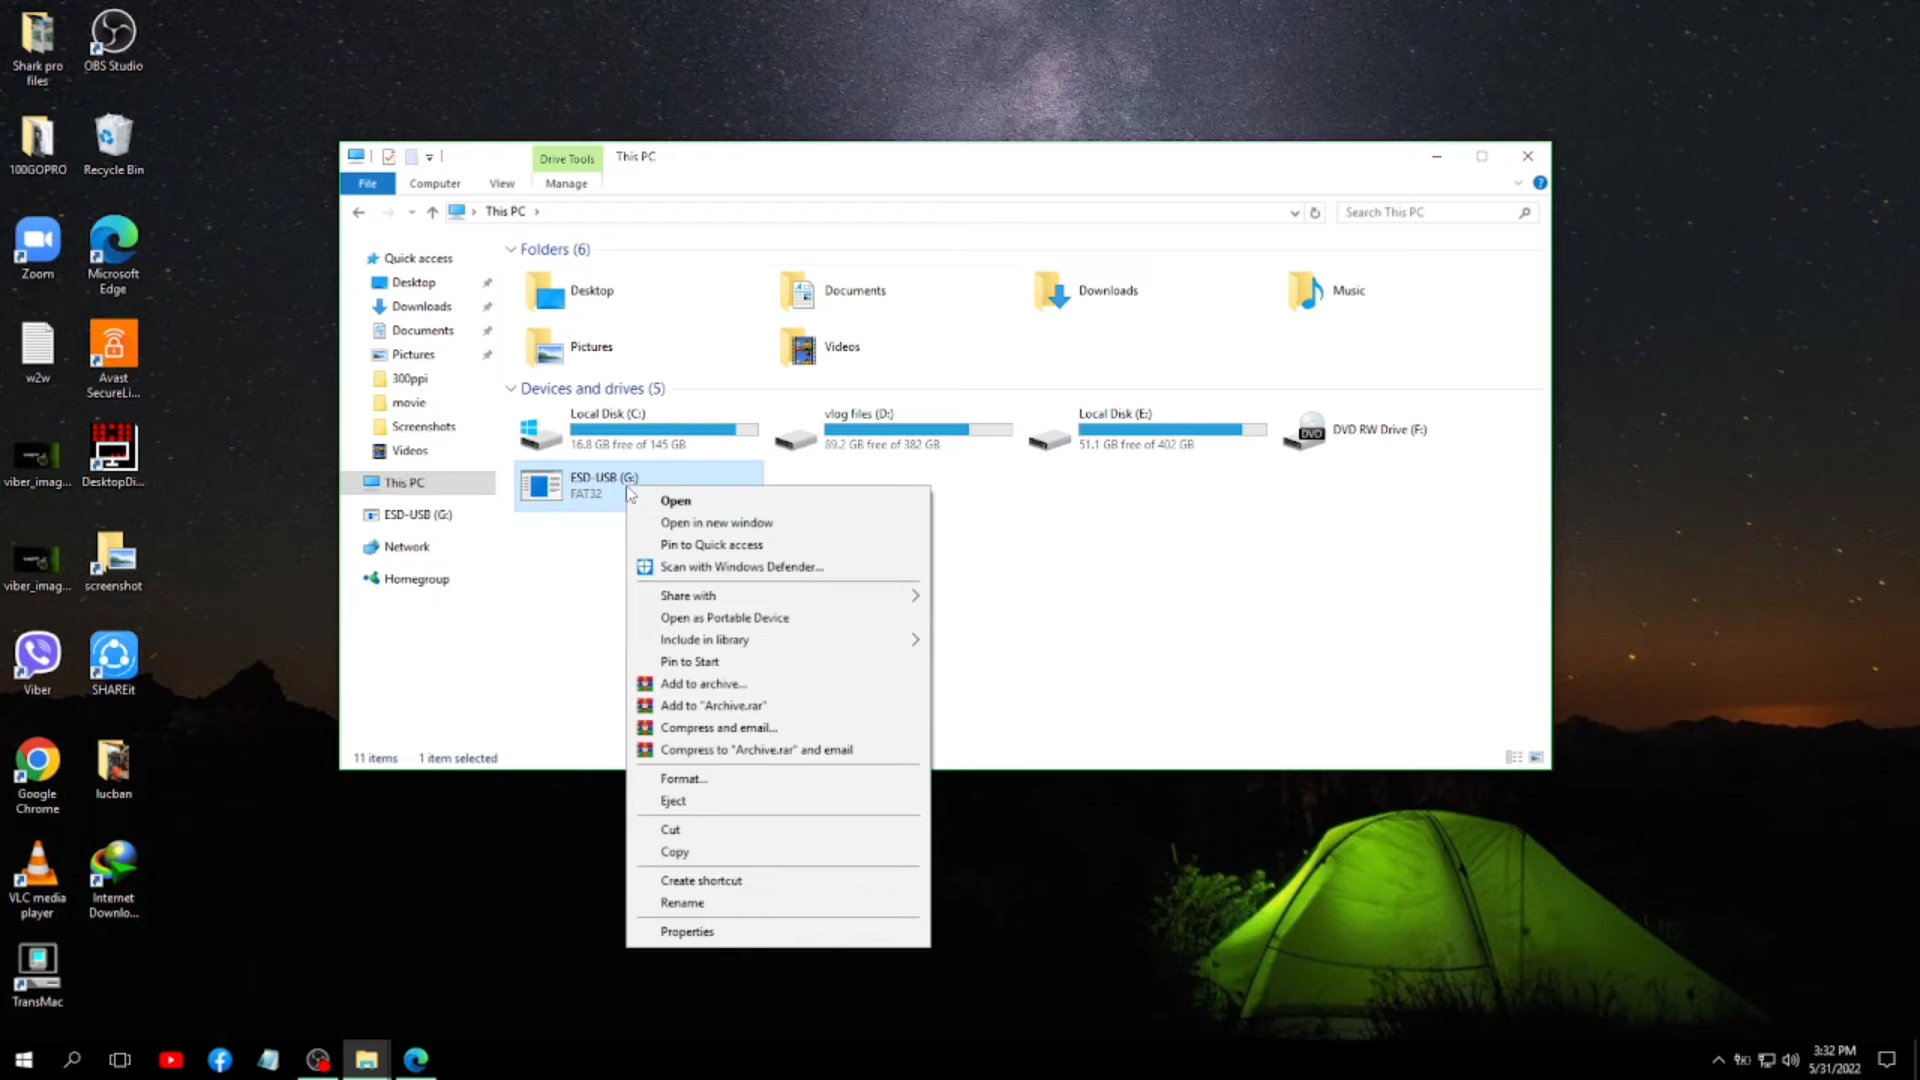 Shark pro
files
OBS Studio
100GOPRO
Recycle Bin
Zoom
Microsoft
Edge
w2w
Avast
SecureLi...
viber_imag...
DesktopDi...
viber_imag...
screenshot
Viber
SHAREit
Google
Chrome
lucban
VLC media
player
Internet
Downlo...
TransMac
Drive Tools
This PC
File
Computer
View
Manage
This PC
Search This PC
Quick access
Desktop
Downloads
Documents
Pictures
300ppi
movie
Screenshots
Videos
This PC
ESD-USB (G:)
Network
Homegroup
Folders (6)
Desktop
Documents
Downloads
Music
Pictures
Videos
Devices and drives (5)
Local Disk (C:)
16.8 GB free of 145 GB
vlog files (D:)
89.2 GB free of 382 GB
Local Disk (E:)
51.1 GB free of 402 GB
DVD
DVD RW Drive (F:)
ESD-USB (G:)
FAT32
Open
Open in new window
Pin to Quick access
Scan with Windows Defender...
Share with
Open as Portable Device
Include in library
Pin to Start
Add to archive...
Add to "Archive.rar"
Compress and email...
Compress to "Archive.rar" and email
Format...
Eject
Cut
Copy
Create shortcut
Rename
Properties
11 items
1 item selected
3:32 PM
5/31/2022